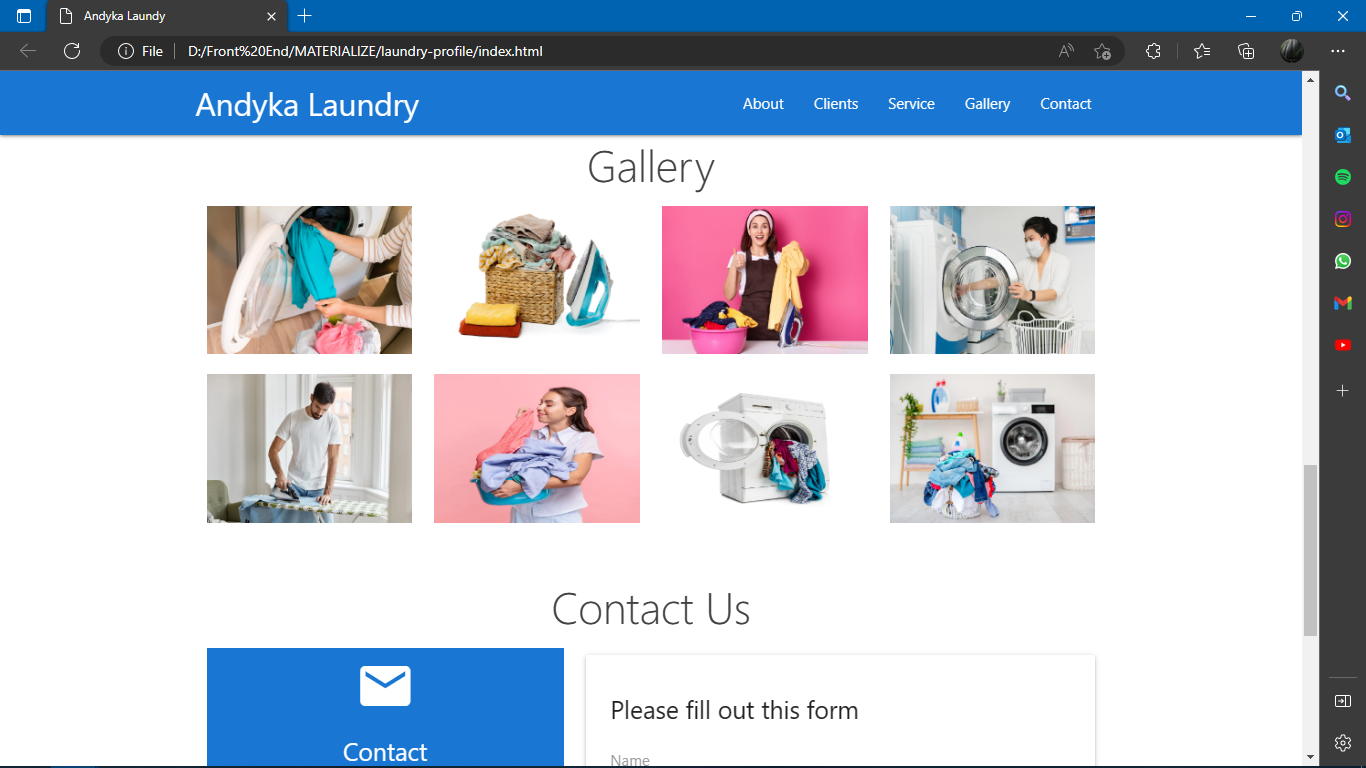 Andyka Laundy
File
D:/Front%20End/MATERIALIZE/laundry-profile/index.html
Andyka Laundry
About
Clients
Service
Gallery
Contact
Gallery
Contact Us
Contact
Please fill out this form
Name